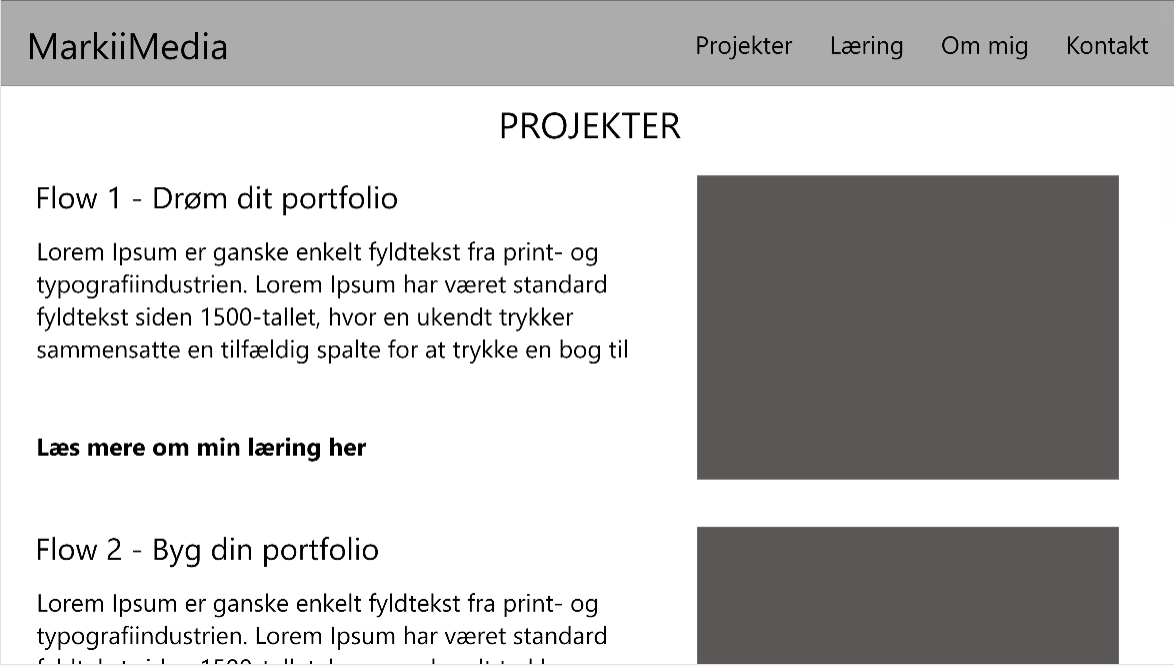 MarkiiMedia
Projekter Læring Om mig Kontakt
PROJEKTER
Flow 1 - Drøm dit portfolio
Lorem Ipsum er ganske enkelt fyldtekst fra print- og
typografiindustrien. Lorem Ipsum har været standard
fyldtekst siden 1500-tallet, hvor en ukendt trykker
sammensatte en tilfældig spalte for at trykke en bog til
Læs mere om min læring her
Flow 2 - Byg din portfolio
Lorem Ipsum er ganske enkelt fyldtekst fra print- og
typografiindustrien. Lorem Ipsum har været standard